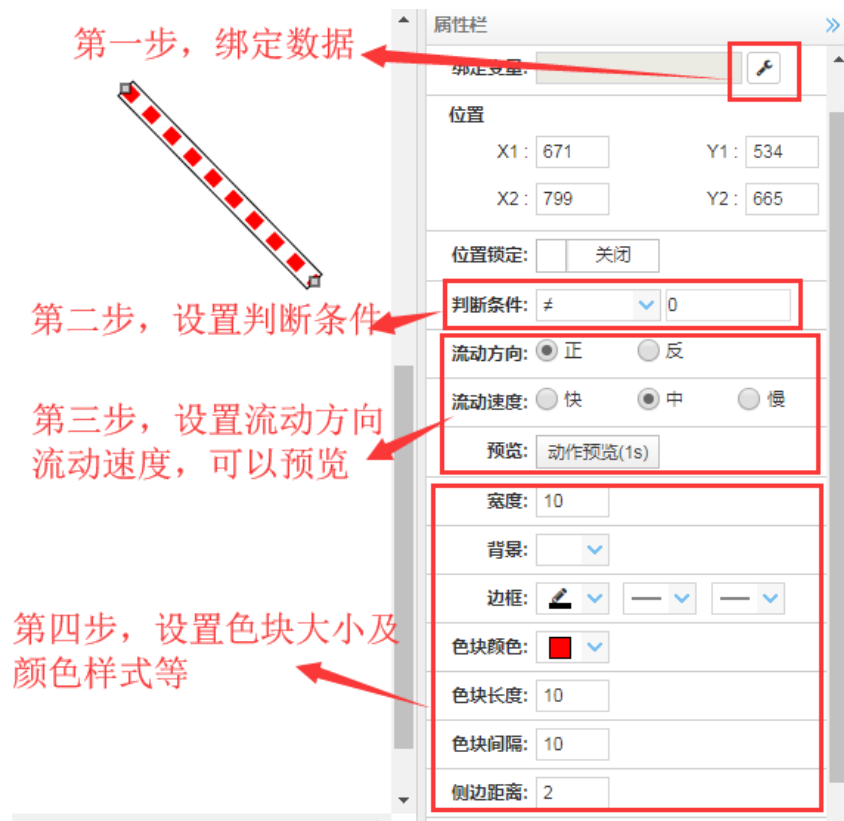 第一步，绑定数据
属性栏
绑定变量:
位置
X1 : 671 Y1 : 534
X2 : 799 Y2 : 665
位置锁定: 关闭
第二步，设置判断条件
判断条件: ≠ 0
流动方向: 正 反
第三步，设置流动方向
流动速度，可以预览
流动速度: 快 中 慢
预览: 动作预览(1s)
宽度: 10
背景:
边框:
第四步，设置色块大小及
颜色样式等
色块颜色:
色块长度: 10
色块间隔: 10
侧边距离: 2